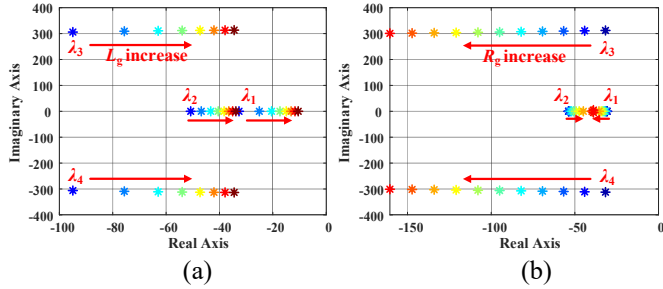 400
300
200
100
0
-100
-200
-300
-400
Imaginary Axis
λ3
Lg increase
λ2
λ1
λ4
-100 -80 -60 -40 -20 0
Real Axis
(a)
400
300
200
100
0
-100
-200
-300
-400
Imaginary Axis
λ3
Rg increase
λ2
λ1
λ4
-150 -100 -50 0
Real Axis
(b)